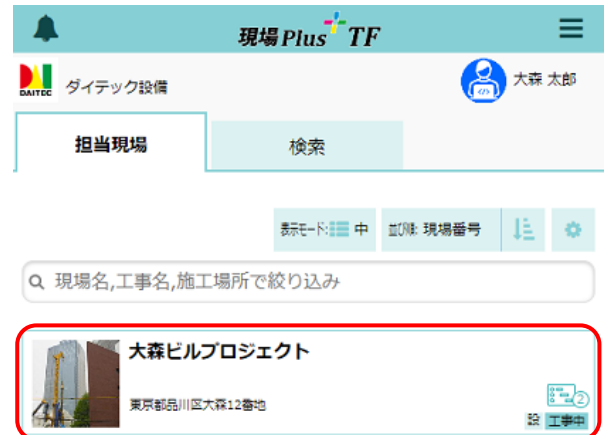 現場Plus+ TF
DAITEC ダイテック設備 大森 太郎
担当現場 検索
表示モード: 中 並び順: 現場番号
現場名,工事名,施工場所で絞り込み
大森ビルプロジェクト
東京都品川区大森12番地
2
設 工事中